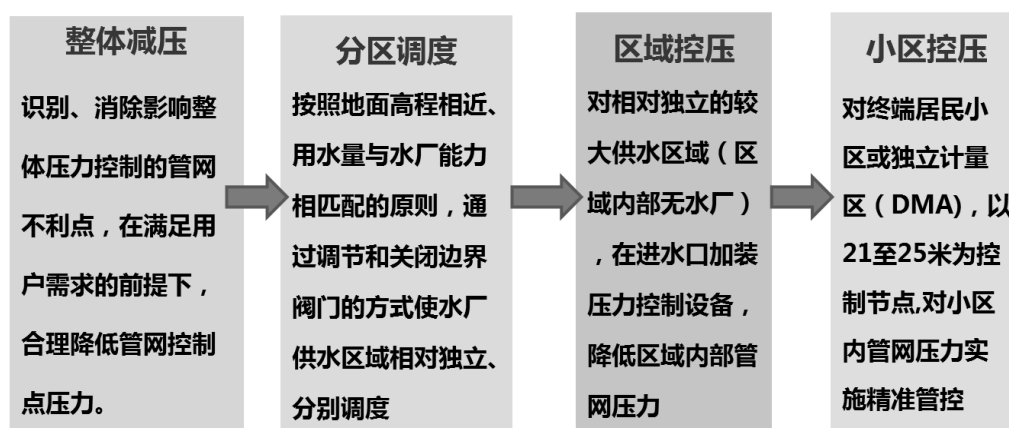 整体减压
识别、消除影响整
体压力控制的管网
不利点，在满足用
户需求的前提下，
合理降低管网控制
点压力。
分区调度
按照地面高程相近、
用水量与水厂能力
相匹配的原则，通
过调节和关闭边界
阀门的方式使水厂
供水区域相对独立、
分别调度
区域控压
对相对独立的较
大供水区域（区
域内部无水厂）
，在进水口加装
压力控制设备，
降低区域内部管
网压力
小区控压
对终端居民小
区或独立计量
区（DMA)，以
21至25米为控
制节点,对小区
内管网压力实
施精准管控